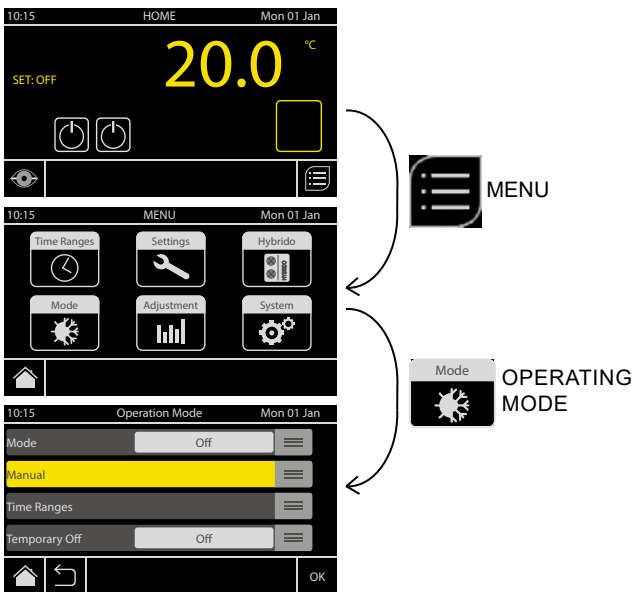 10:15 HOME Mon 01 Jan
20.0 °C
SET: OFF
MENU
10:15 MENU Mon 01 Jan
Time Ranges Settings Hybrido
HYBRIDO
Mode Adjustment System
Mode
OPERATING
MODE
10:15 Operation Mode Mon 01 Jan
Mode Off
Manual
Time Ranges
Temporary Off Off
OK